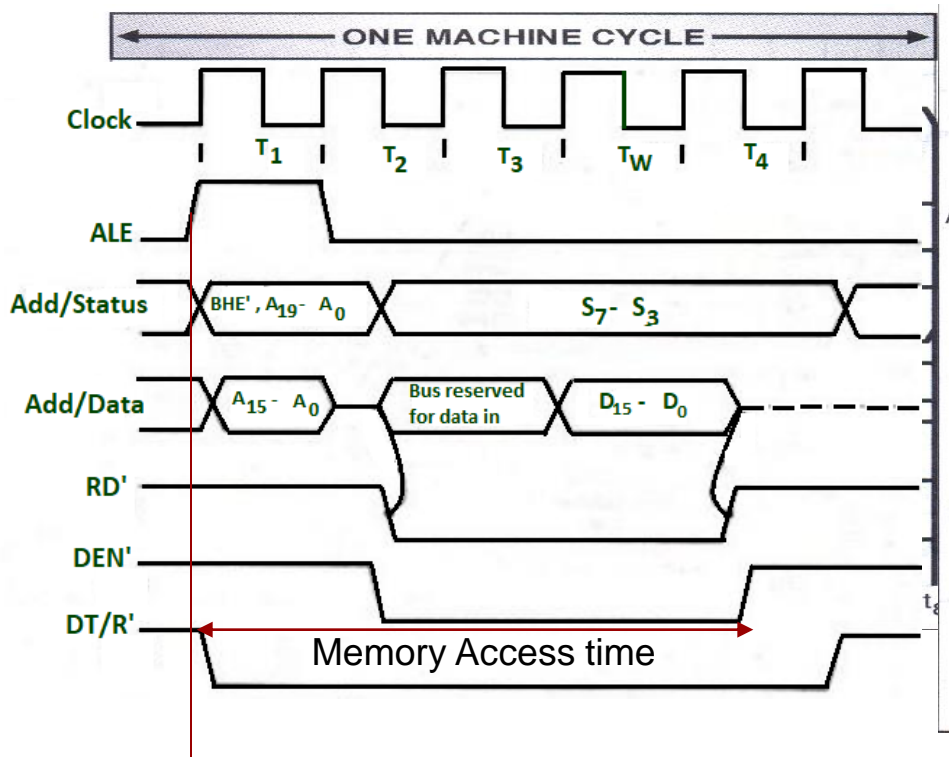 ONE MACHINE CYCLE
Clock
T1 T2 T3 TW T4
ALE
Add/Status BHE', A19- A0 S7- S3
Add/Data A15- A0 Bus reserved for data in D15 - D0
RD'
DEN'
DT/R'
Memory Access time